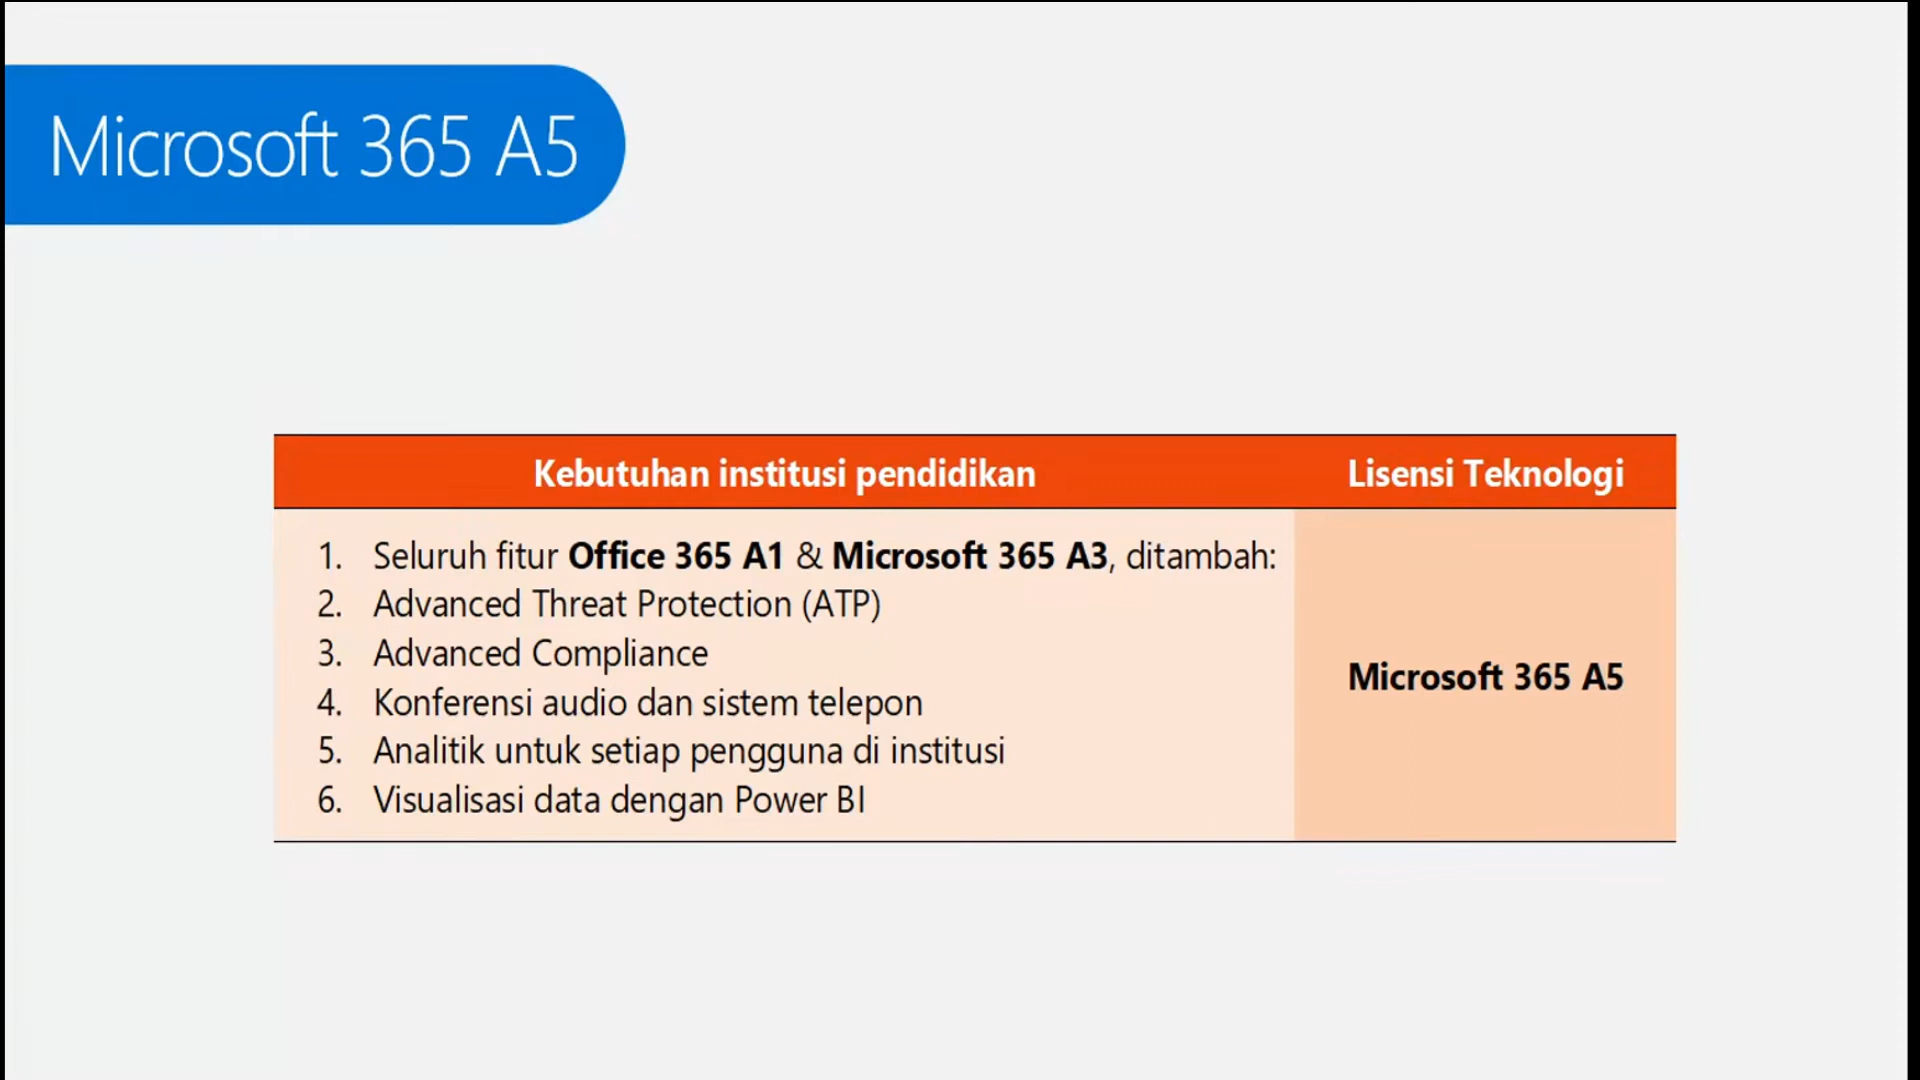 Microsoft 365 A5
Kebutuhan institusi pendidikan
Lisensi Teknologi
1. Seluruh fitur Office 365 A1 & Microsoft 365 A3, ditambah:
2. Advanced Threat Protection (ATP)
3. Advanced Compliance
4. Konferensi audio dan sistem telepon
5. Analitik untuk setiap pengguna di institusi
6. Visualisasi data dengan Power BI
Microsoft 365 A5